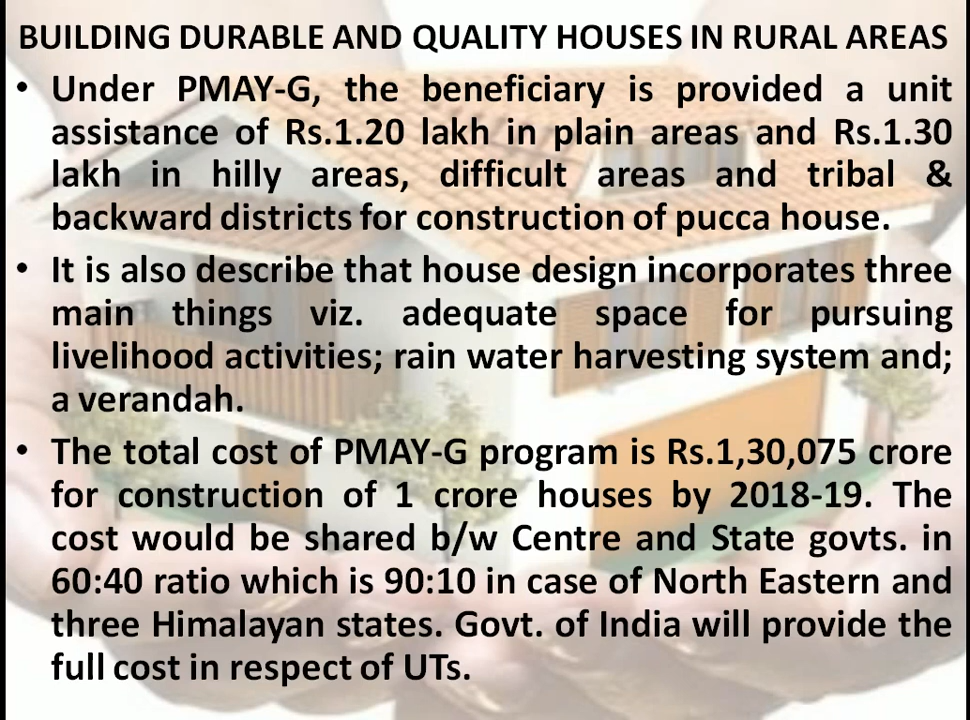 BUILDING DURABLE AND QUALITY HOUSES IN RURAL AREAS
• Under PMAY-G, the beneficiary is provided a unit
assistance of Rs.1.20 lakh in plain areas and Rs.1.30
lakh in hilly areas, difficult areas and tribal &
backward districts for construction of pucca house.
• It is also describe that house design incorporates three
main things viz. adequate space for pursuing
livelihood activities; rain water harvesting system and;
a verandah.
• The total cost of PMAY-G program is Rs.1,30,075 crore
for construction of 1 crore houses by 2018-19. The
cost would be shared b/w Centre and State govts. in
60:40 ratio which is 90:10 in case of North Eastern and
three Himalayan states. Govt. of India will provide the
full cost in respect of UTs.